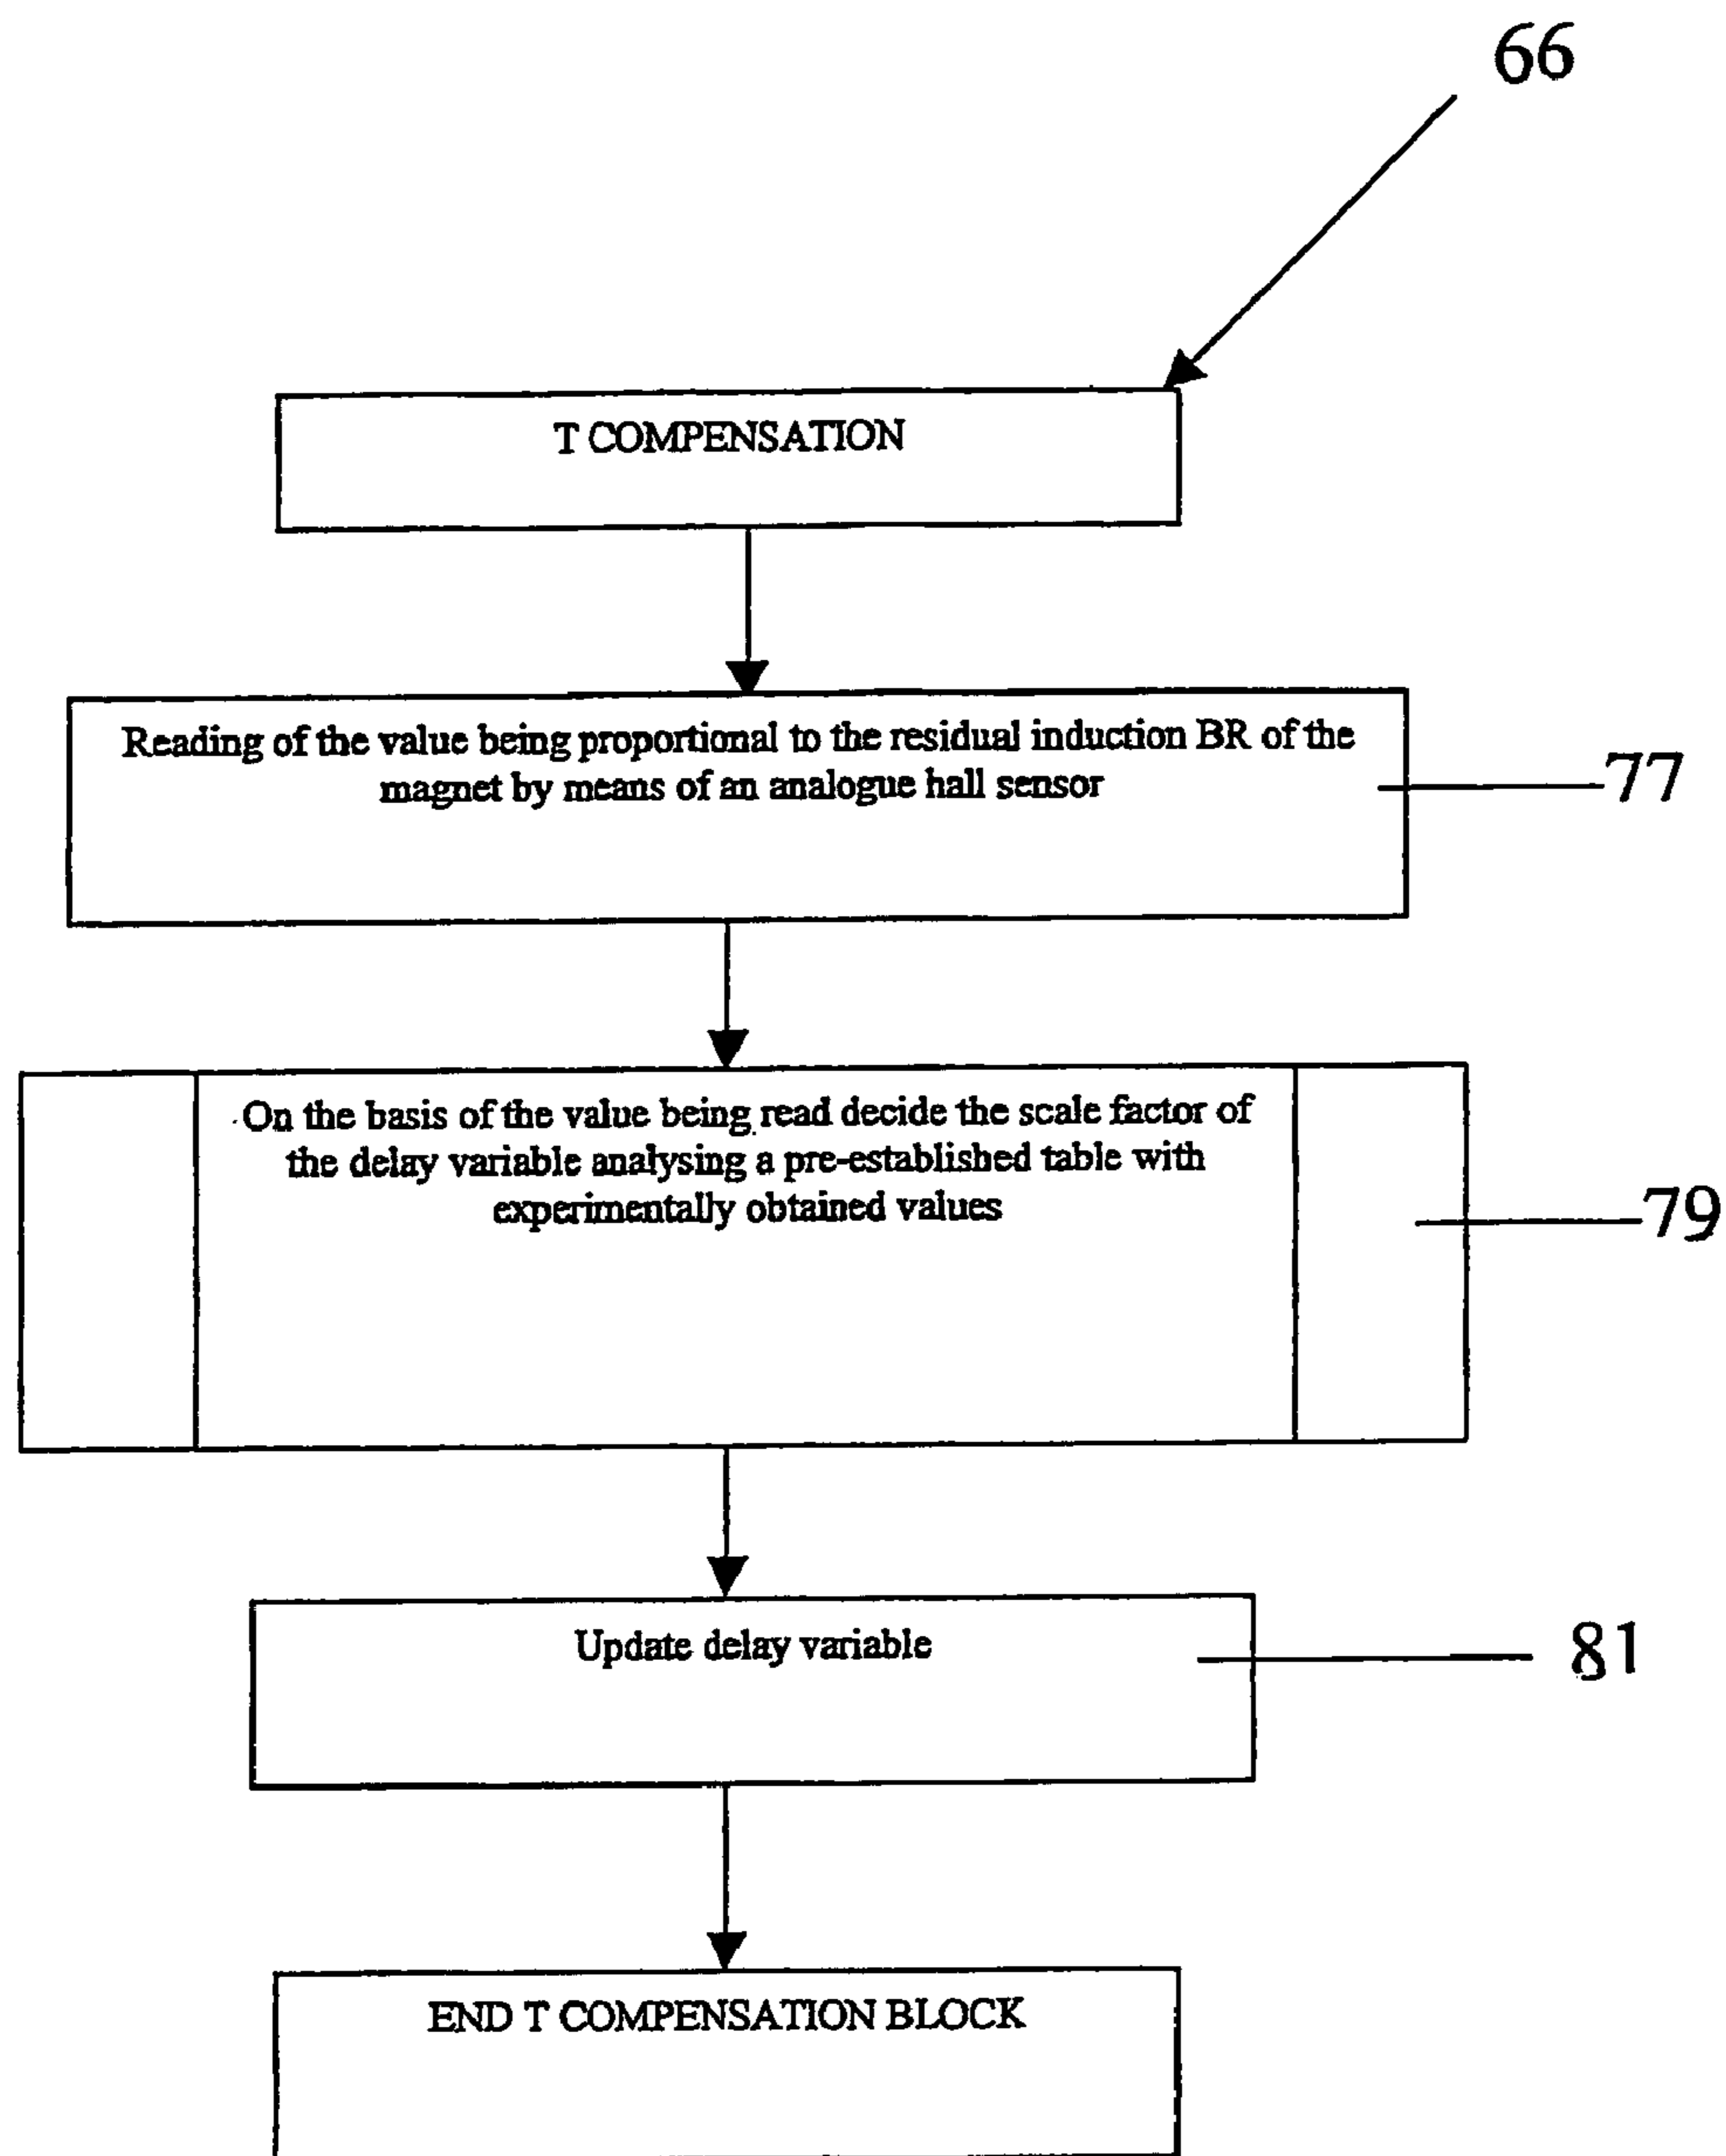 66
T COMPENSATION
Reading of the value being proportional to the residual induction BR of the
magnet by means of an analogue hall sensor
77
On the basis of the value being read decide the scale factor of
the delay variable analysing a pre-established table with
experimentally obtained values
79
Update delay variable
81
END T COMPENSATION BLOCK